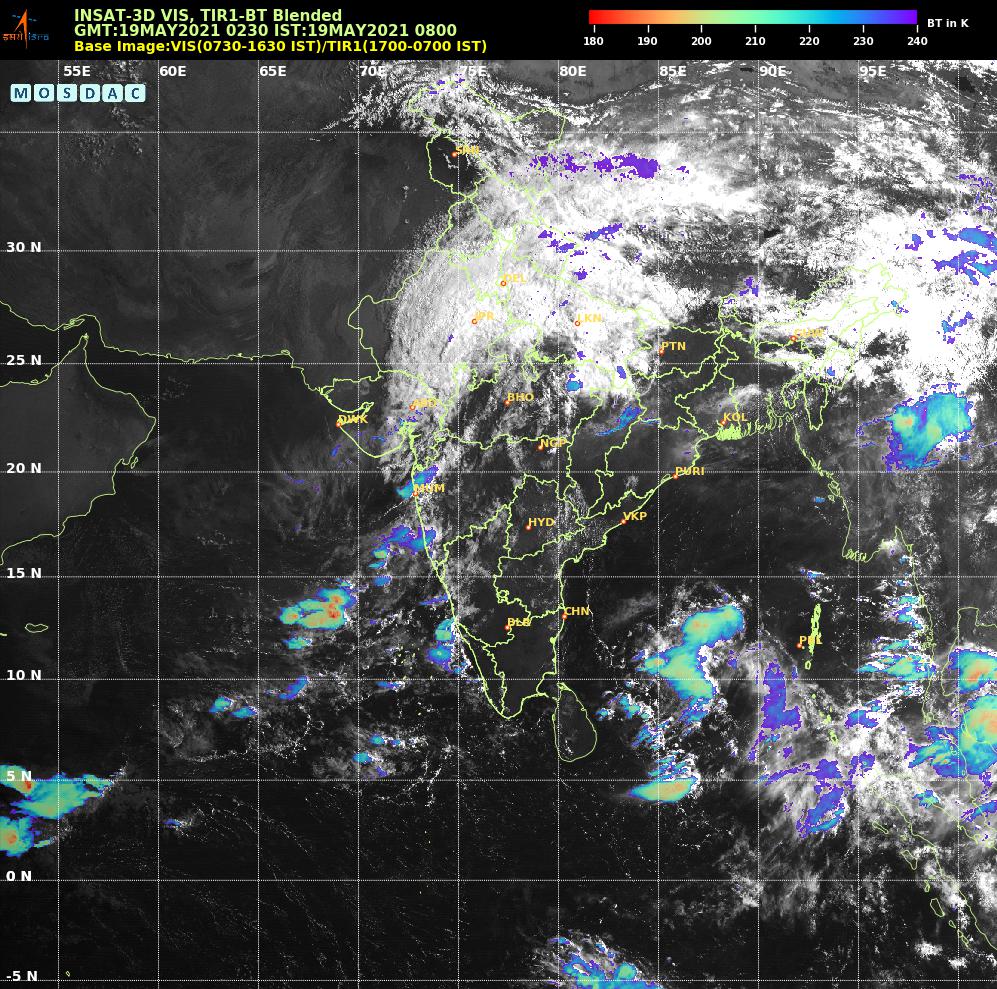 INSAT-3D VIS, TIR1-BT Blended
GMT:19MAY2021 0230 IST:19MAY2021 0800
Base Image:VIS(0730-1630 IST)/TIR1(1700-0700 IST)
BT in K
180 190 200 210 220 230 240
55E 60E 65E 70E 75E 80E 85E 90E 95E
MOSDAC
SRN
30 N
DEL
JPR LKN
GUW
PTN
25 N
ABD BHO
DWK KOL
NGP
20 N PURI
MUM
HYD VKP
15 N
CHN
BLR
PBL
10 N
5 N
0 N
-5 N